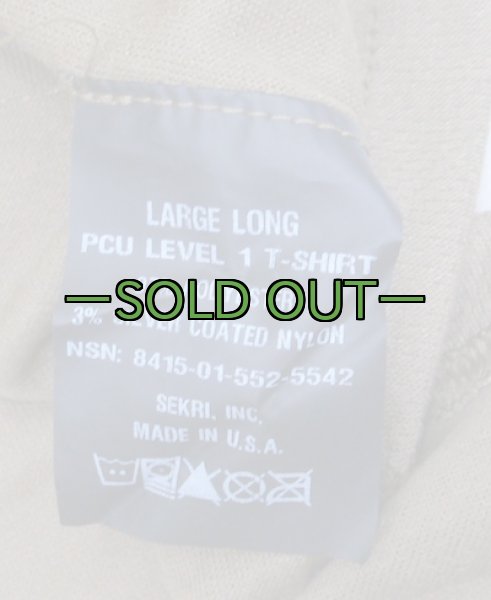 LARGE LONG
PCU LEVEL 1 T-SHIRT
—SOLD OUT—
3% SILVER COATED NYLON
NSN: 8415-01-552-5542
SEKRI, INC.
MADE IN U.S.A.